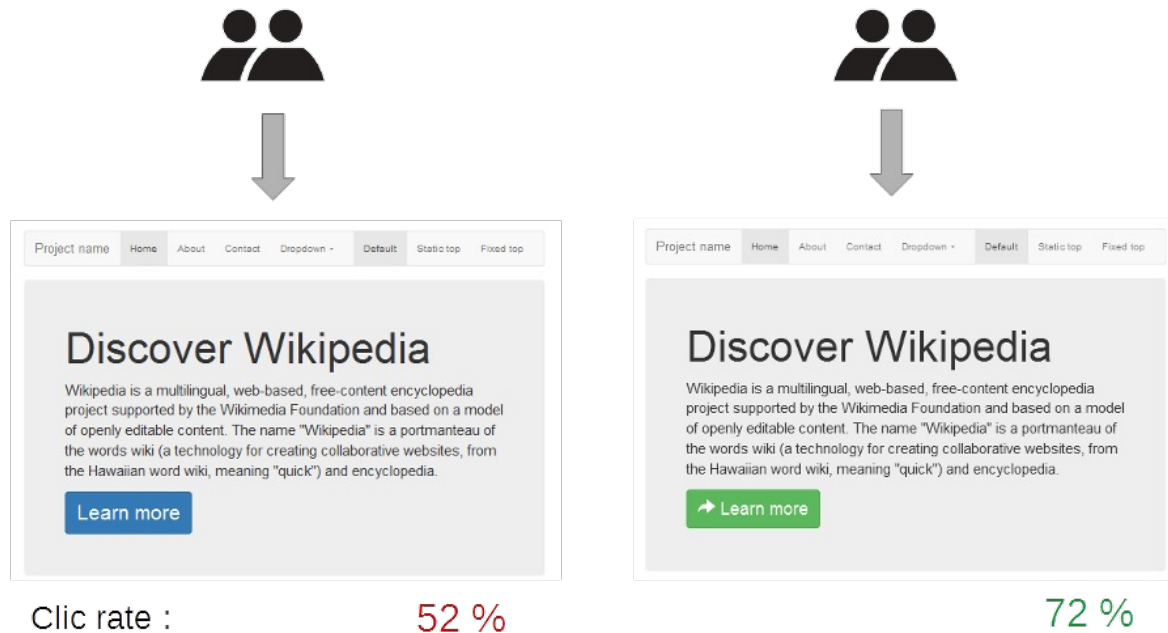 Project name Home About Contact Dropdown Default Static top Fixed top
Discover Wikipedia
Wikipedia is a multilingual, web-based, free-content encyclopedia
project supported by the Wikimedia Foundation and based on a model
of openly editable content. The name "Wikipedia" is a portmanteau of
the words wiki (a technology for creating collaborative websites, from
the Hawaiian word wiki, meaning "quick") and encyclopedia.
Learn more
Project name Home About Contact Dropdown Default Static top Fixed top
Discover Wikipedia
Wikipedia is a multilingual, web-based, free-content encyclopedia
project supported by the Wikimedia Foundation and based on a model
of openly editable content. The name "Wikipedia" is a portmanteau of
the words wiki (a technology for creating collaborative websites, from
the Hawaiian word wiki, meaning "quick") and encyclopedia.
Learn more
Clic rate : 52 % 72 %